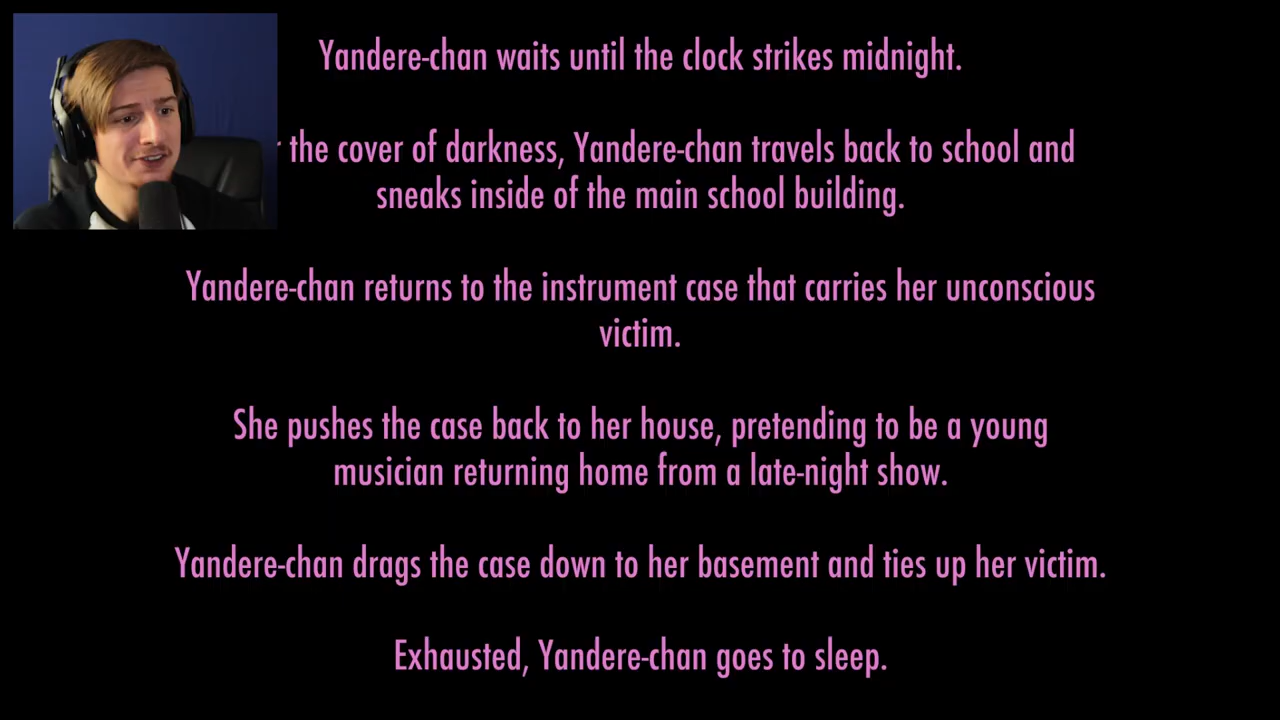 Yandere-chan waits until the clock strikes midnight.
the cover of darkness, Yandere-chan travels back to school and
sneaks inside of the main school building.
Yandere-chan returns to the instrument case that carries her unconscious
victim.
She pushes the case back to her house, pretending to be a young
musician returning home from a late-night show.
Yandere-chan drags the case down to her basement and ties up her victim.
Exhausted, Yandere-chan goes to sleep.